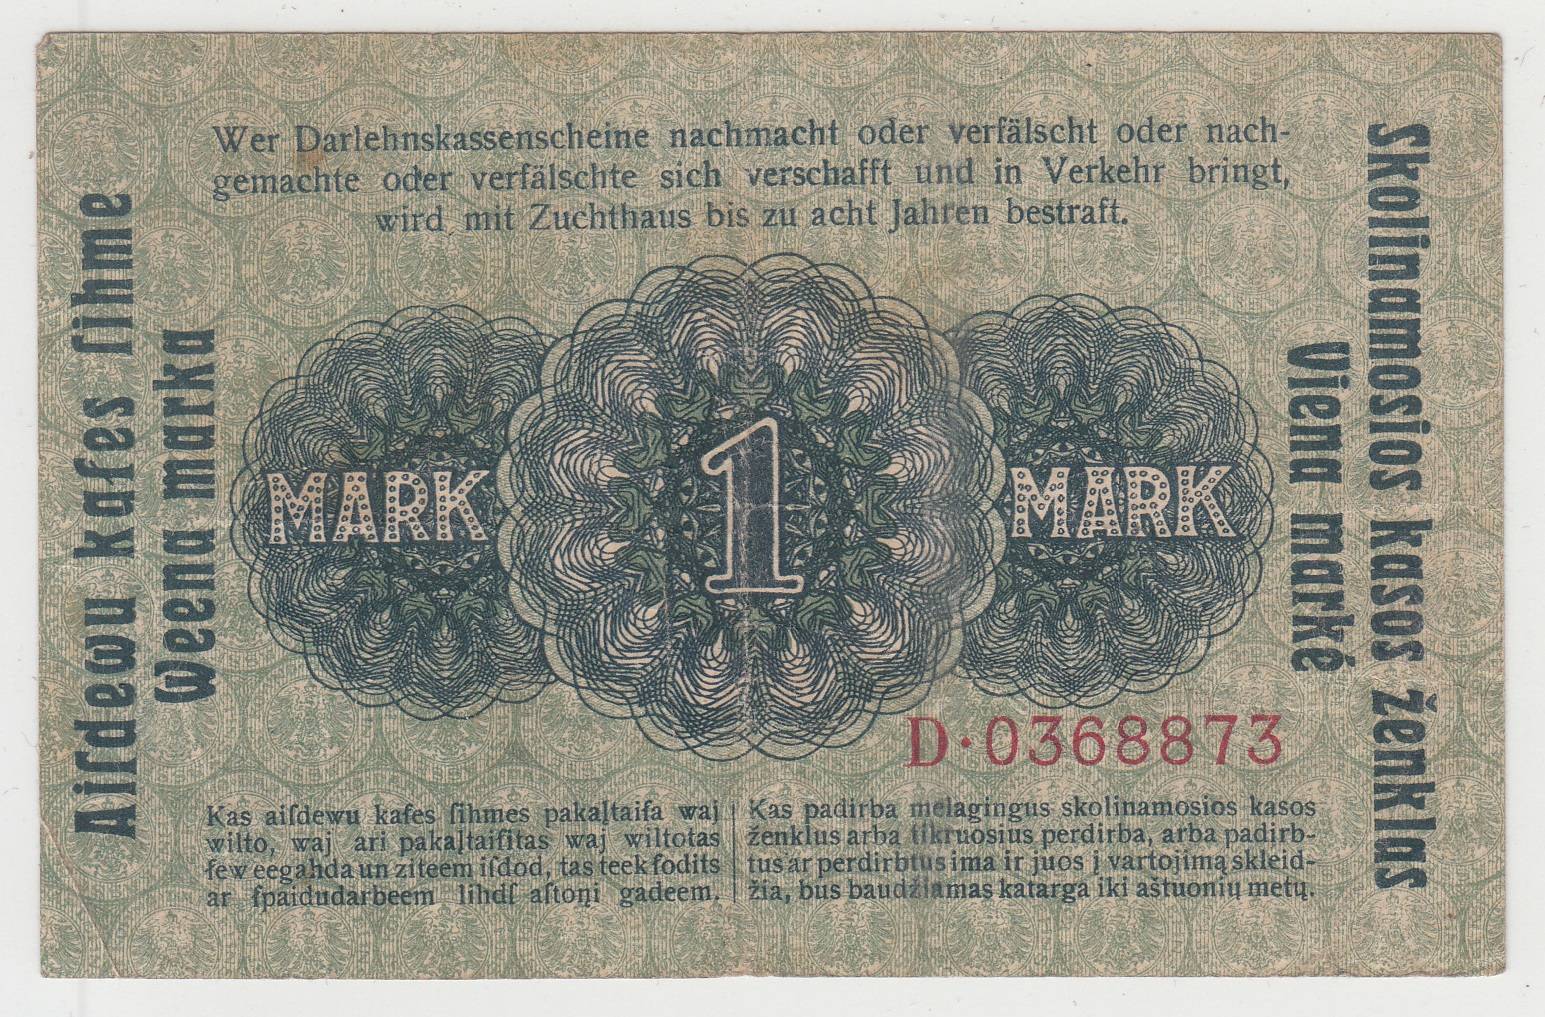 Wer Darlehnskassenscheine nachmacht oder verfälscht oder nach-
gemachte oder verfälschte sich verschafft und in Verkehr bringt,
wird mit Zuchthaus bis zu acht Jahren bestraft.
Aiſdewu kaſes ſihme
Weena marka
MARK
1
MARK
Skolinamosios kasos ženklas
Viena markė
D·0368873
Kas aiſdewu kaſes ſihmes pakaļtaiſa waj
wilto, waj ari pakaļtaiſitas waj wiltotas
ſew eegahda un ziteem iſdod, tas teek ſodits
ar ſpaidudarbeem lihdſ aſtoņi gadeem.
Kas padirba melagingus skolinamosios kasos
ženklus arba tikruosius perdirba, arba padirb-
tus ar perdirbtus ima ir juos į vartojimą skleid-
žia, bus baudžiamas katarga iki aštuonių metų.